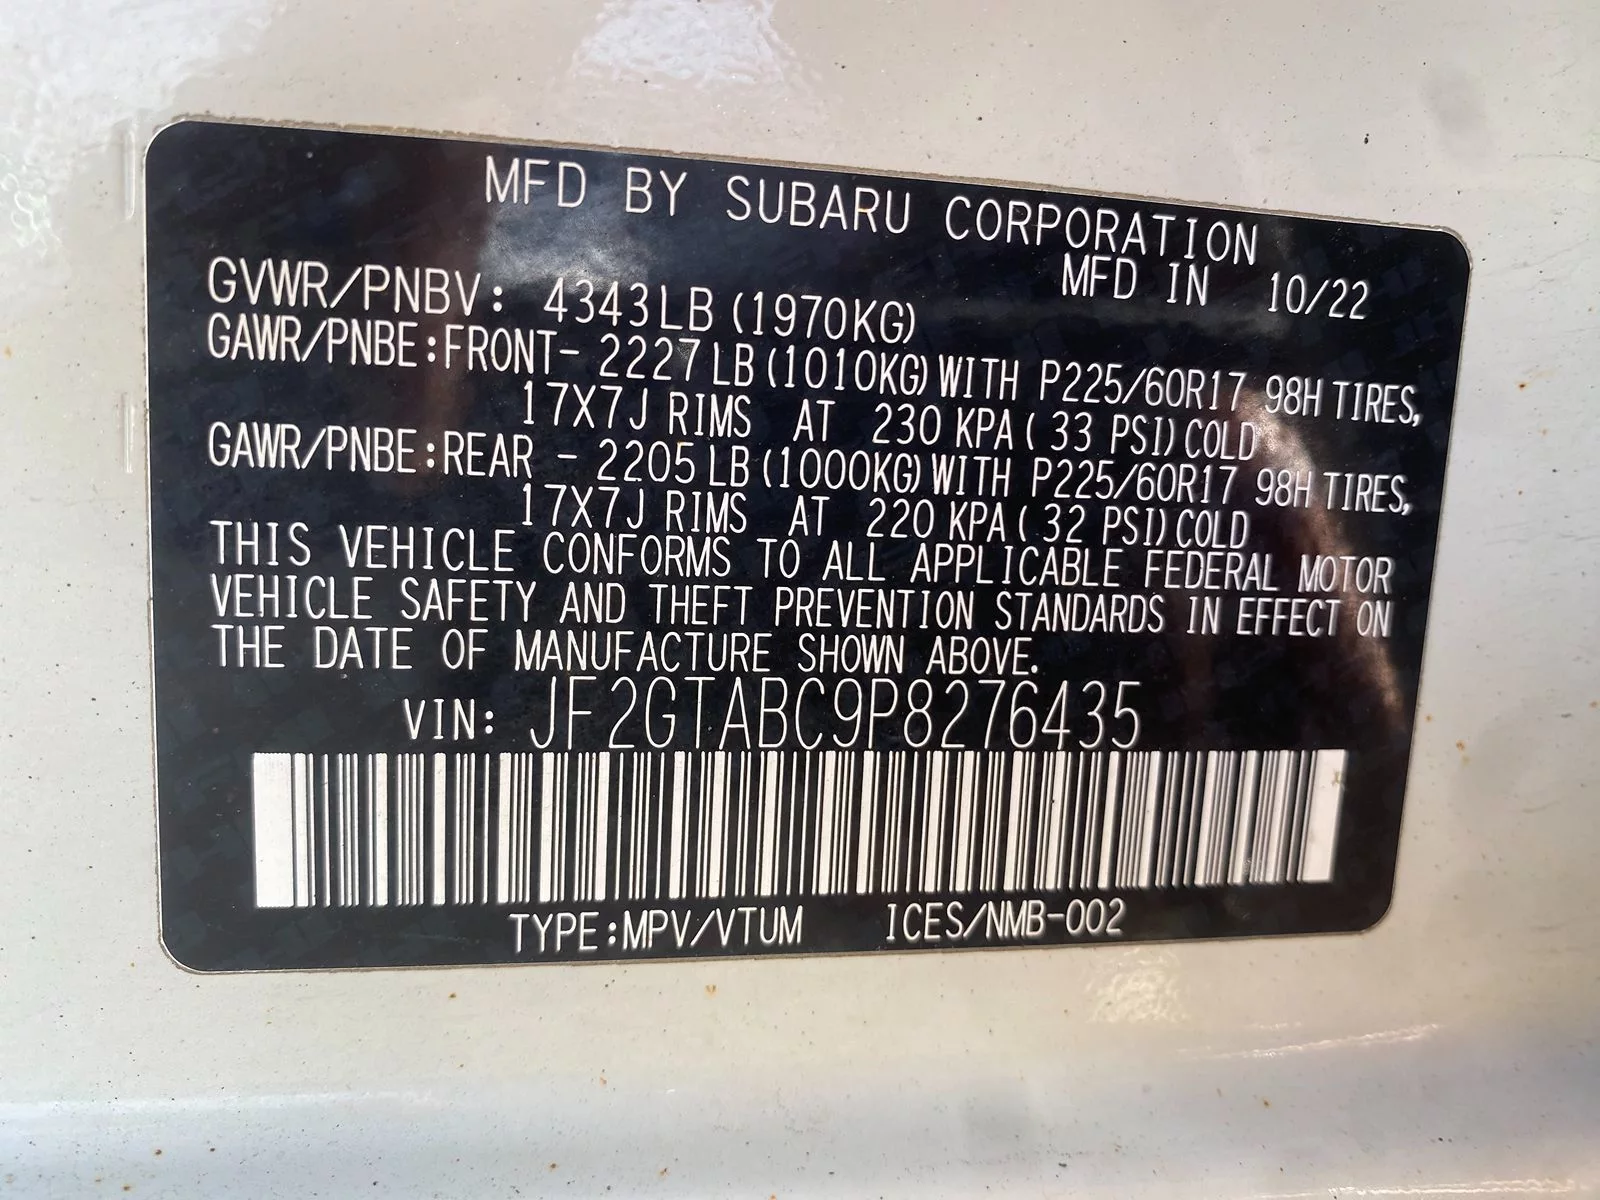 MFD BY SUBARU CORPORATION
MFD IN 10/22
GVWR/PNBV: 4343LB (1970KG)
GAWR/PNBE:FRONT- 2227 LB (1010KG) WITH P225/60R17 98H TIRES,
17X7J RIMS AT 230 KPA ( 33 PSI) COLD
GAWR/PNBE:REAR - 2205 LB (1000KG) WITH P225/60R17 98H TIRES,
17X7J RIMS AT 220 KPA ( 32 PSI) COLD
THIS VEHICLE CONFORMS TO ALL APPLICABLE FEDERAL MOTOR
VEHICLE SAFETY AND THEFT PREVENTION STANDARDS IN EFFECT ON
THE DATE OF MANUFACTURE SHOWN ABOVE.
VIN: JF2GTABC9P8276435
TYPE:MPV/VTUM ICES/NMB-002